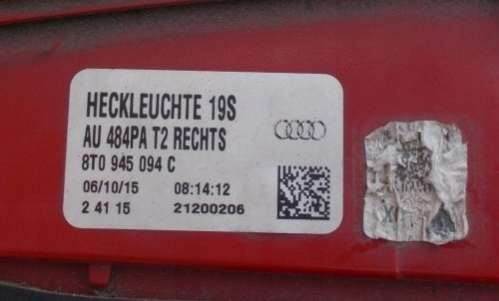 HECKLEUCHTE 19S
AU 484PA T2 RECHTS
8T0 945 094 C
06/10/15 08:14:12
2 41 15 21200206